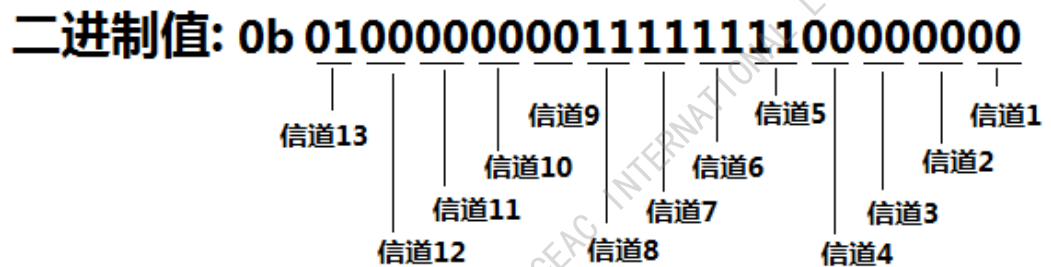 二进制值: 0b 01000000001111111100000000
信道9 信道5 信道1
信道13
信道10 信道6 信道2
信道11 信道7 信道3
信道12 信道8 信道4
INTERNATIONAL